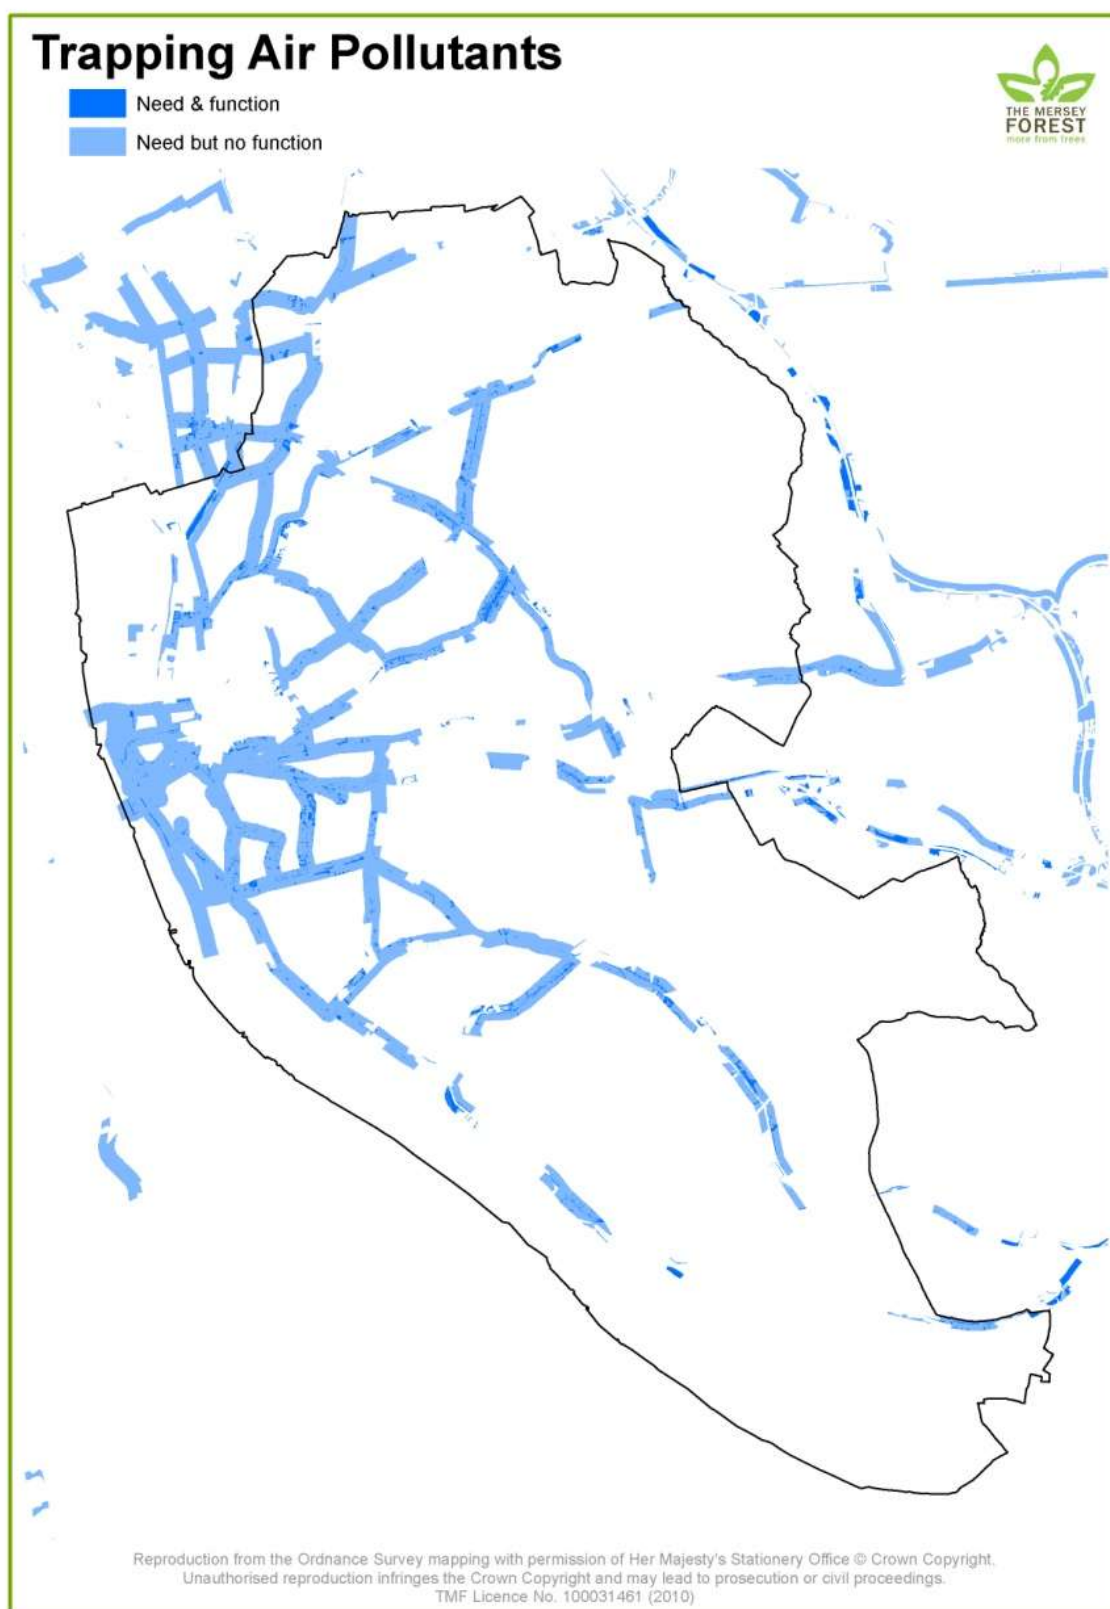 Trapping Air Pollutants
Need & function
Need but no function
THE MERSEY
FOREST
more from trees
Reproduction from the Ordnance Survey mapping with permission of Her Majesty's Stationery Office © Crown Copyright.
Unauthorised reproduction infringes the Crown Copyright and may lead to prosecution or civil proceedings.
TMF Licence No. 100031461 (2010)